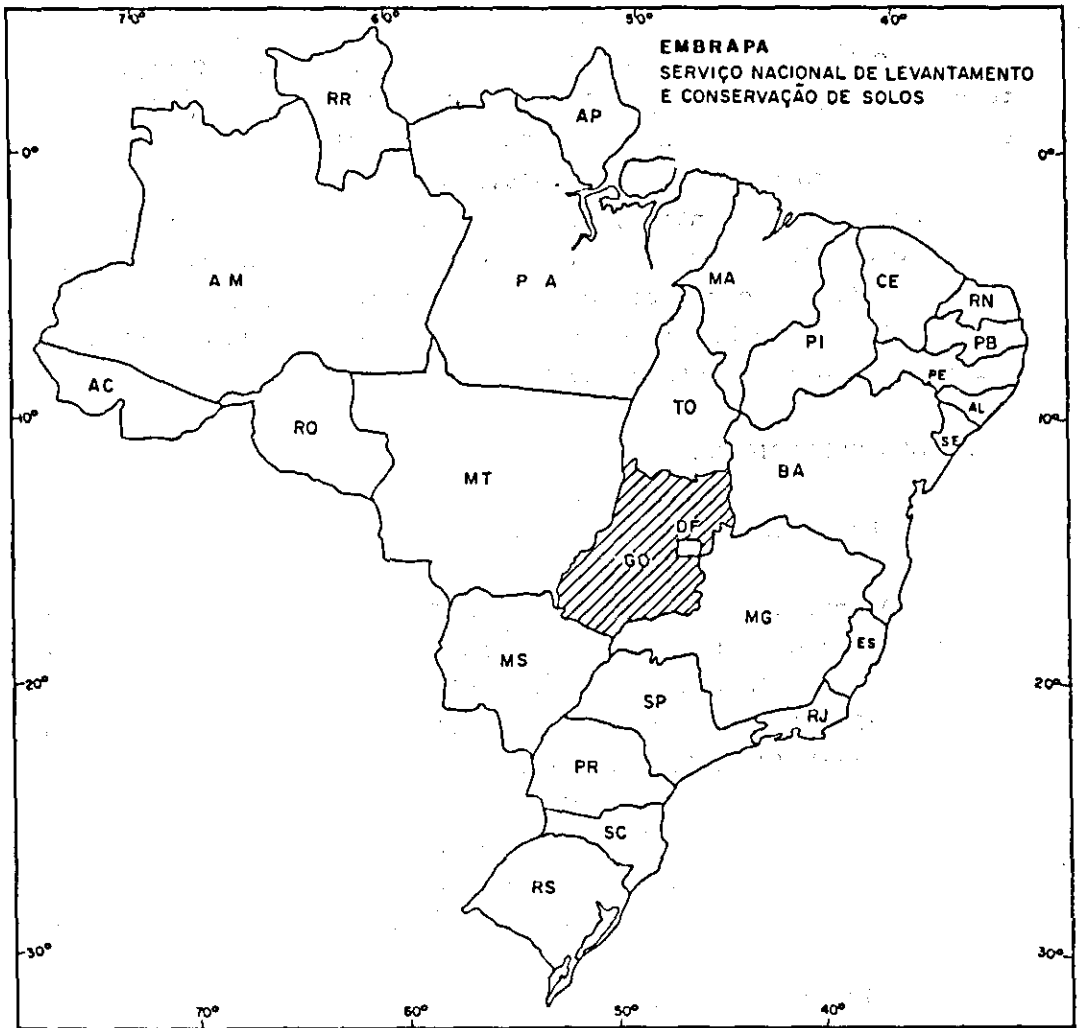 70° 60° 50° 40°
EMBRAPA
SERVIÇO NACIONAL DE LEVANTAMENTO
E CONSERVAÇÃO DE SOLOS
RR
AP
0° 0°
AM PA MA CE
RN
PI PB
AC PE
TO AL
10° RO 10°
SE
MT BA
DF
GO
MG
ES
MS
20° SP 20°
RJ
PR
SC
RS
30° 30°
70° 60° 50° 40°